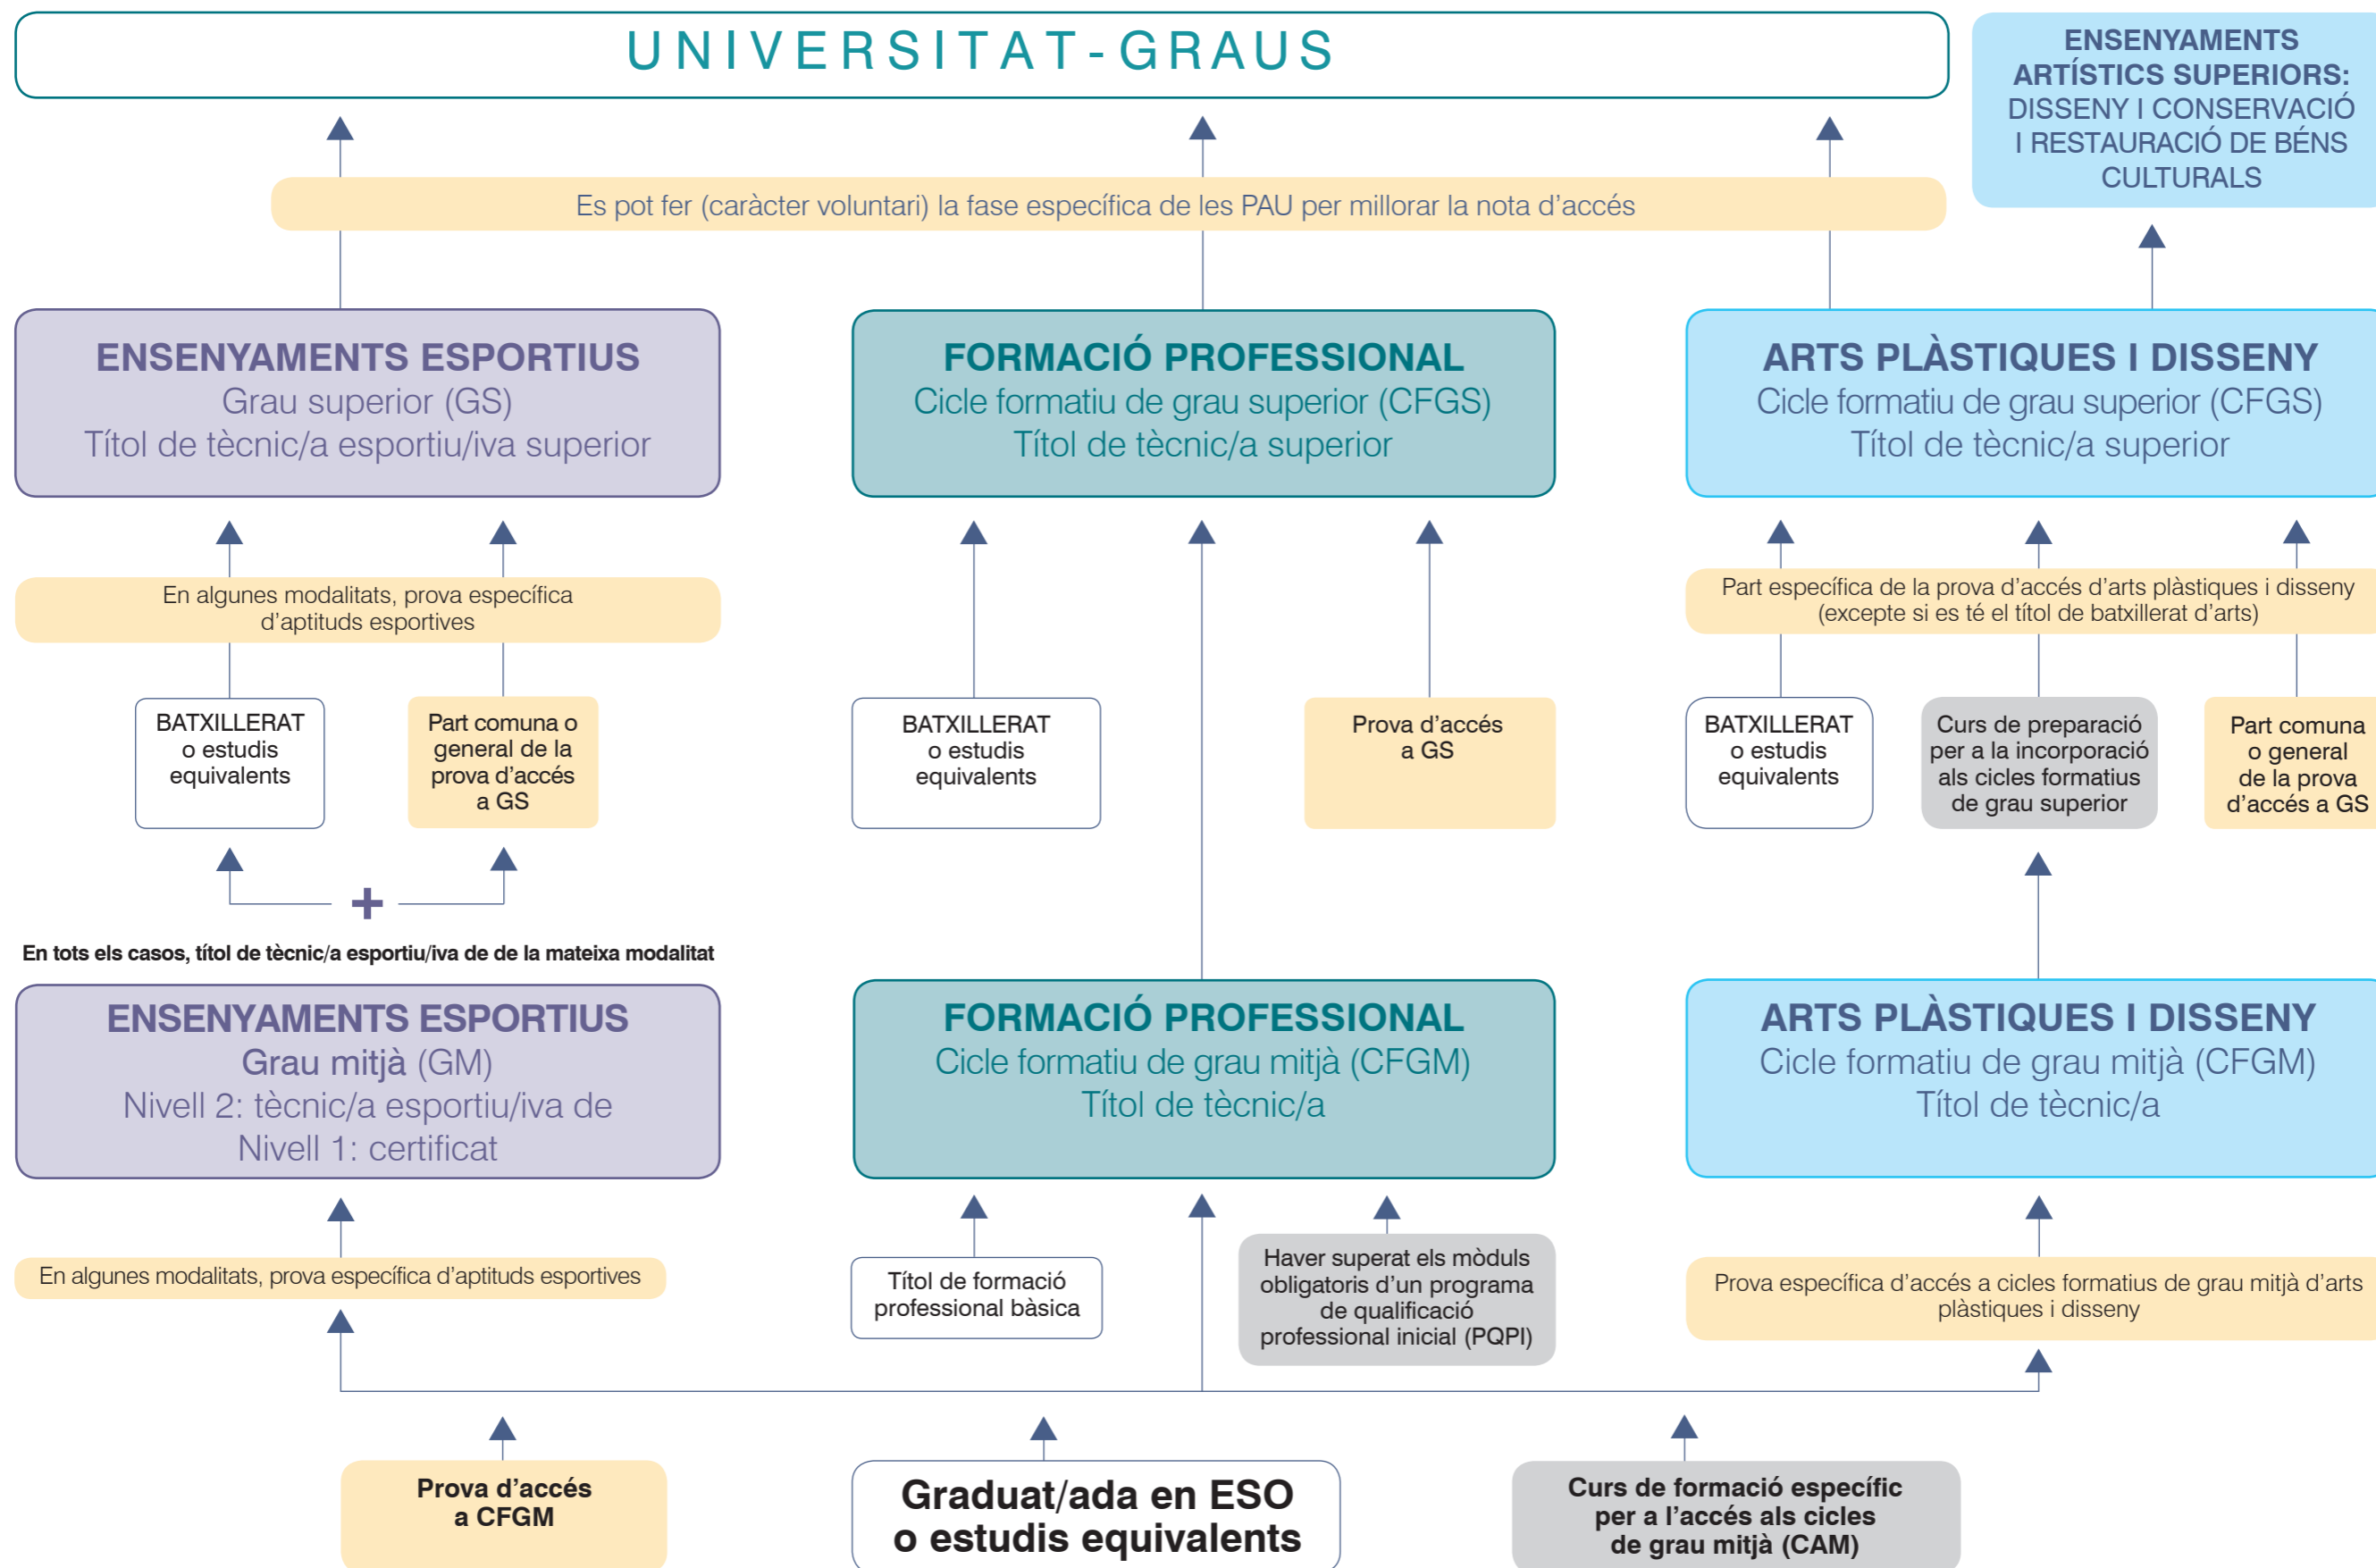 UNIVERSITAT-GRAUS
ENSENYAMENTS
ARTÍSTICS SUPERIORS:
DISSENY I CONSERVACIÓ
I RESTAURACIÓ DE BÉNS
CULTURALS
Es pot fer (caràcter voluntari) la fase específica de les PAU per millorar la nota d'accés
ENSENYAMENTS ESPORTIUS
Grau superior (GS)
Títol de tècnic/a esportiu/iva superior
FORMACIÓ PROFESSIONAL
Cicle formatiu de grau superior (CFGS)
Títol de tècnic/a superior
ARTS PLÀSTIQUES I DISSENY
Cicle formatiu de grau superior (CFGS)
Títol de tècnic/a superior
En algunes modalitats, prova específica
d'aptituds esportives
Part específica de la prova d'accés d'arts plàstiques i disseny
(excepte si es té el títol de batxillerat d'arts)
BATXILLERAT
o estudis
equivalents
Part comuna o
general de la
prova d'accés
a GS
BATXILLERAT
o estudis
equivalents
Prova d'accés
a GS
BATXILLERAT
o estudis
equivalents
Curs de preparació
per a la incorporació
als cicles formatius
de grau superior
Part comuna
o general
de la prova
d'accés a GS
+
En tots els casos, títol de tècnic/a esportiu/iva de de la mateixa modalitat
ENSENYAMENTS ESPORTIUS
Grau mitjà (GM)
Nivell 2: tècnic/a esportiu/iva de
Nivell 1: certificat
FORMACIÓ PROFESSIONAL
Cicle formatiu de grau mitjà (CFGM)
Títol de tècnic/a
ARTS PLÀSTIQUES I DISSENY
Cicle formatiu de grau mitjà (CFGM)
Títol de tècnic/a
En algunes modalitats, prova específica d'aptituds esportives
Títol de formació
professional bàsica
Haver superat els mòduls
obligatoris d'un programa
de qualificació
professional inicial (PQPI)
Prova específica d'accés a cicles formatius de grau mitjà d'arts
plàstiques i disseny
Prova d'accés
a CFGM
Graduat/ada en ESO
o estudis equivalents
Curs de formació específic
per a l'accés als cicles
de grau mitjà (CAM)